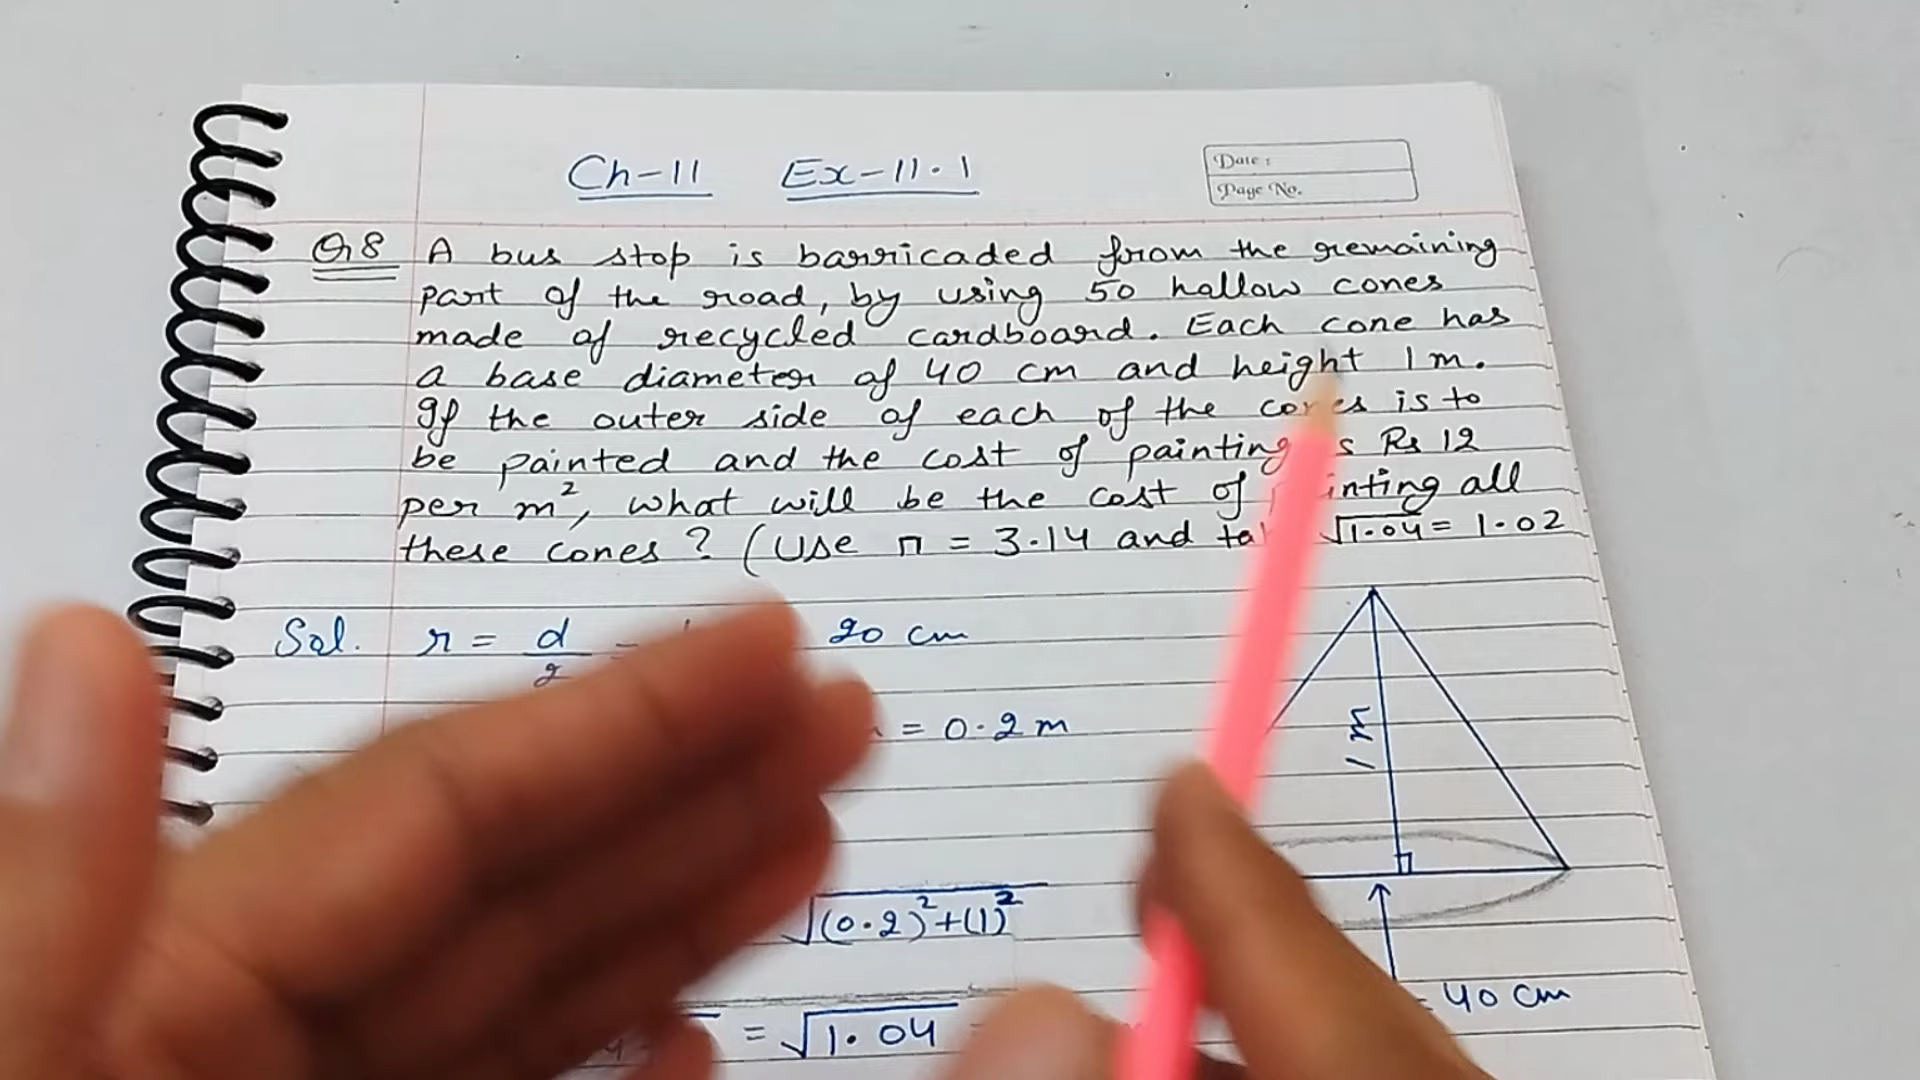 Ch-11 Ex-11.1
Date :
Page No.
Q8 A bus stop is barricaded from the remaining
part of the road, by using 50 hallow cones
made of recycled cardboard. Each cone has
a base diameter of 40 cm and height 1 m.
If the outer side of each of the cones is to
be painted and the cost of painting is Rs 12
per m², what will be the cost of painting all
these cones ? (Use π = 3.14 and √1.04 = 1.02
Sol. r = d/2 = 20 cm
= 0.2 m
1 m
√(0.2)²+(1)²
40 cm
= √1.04